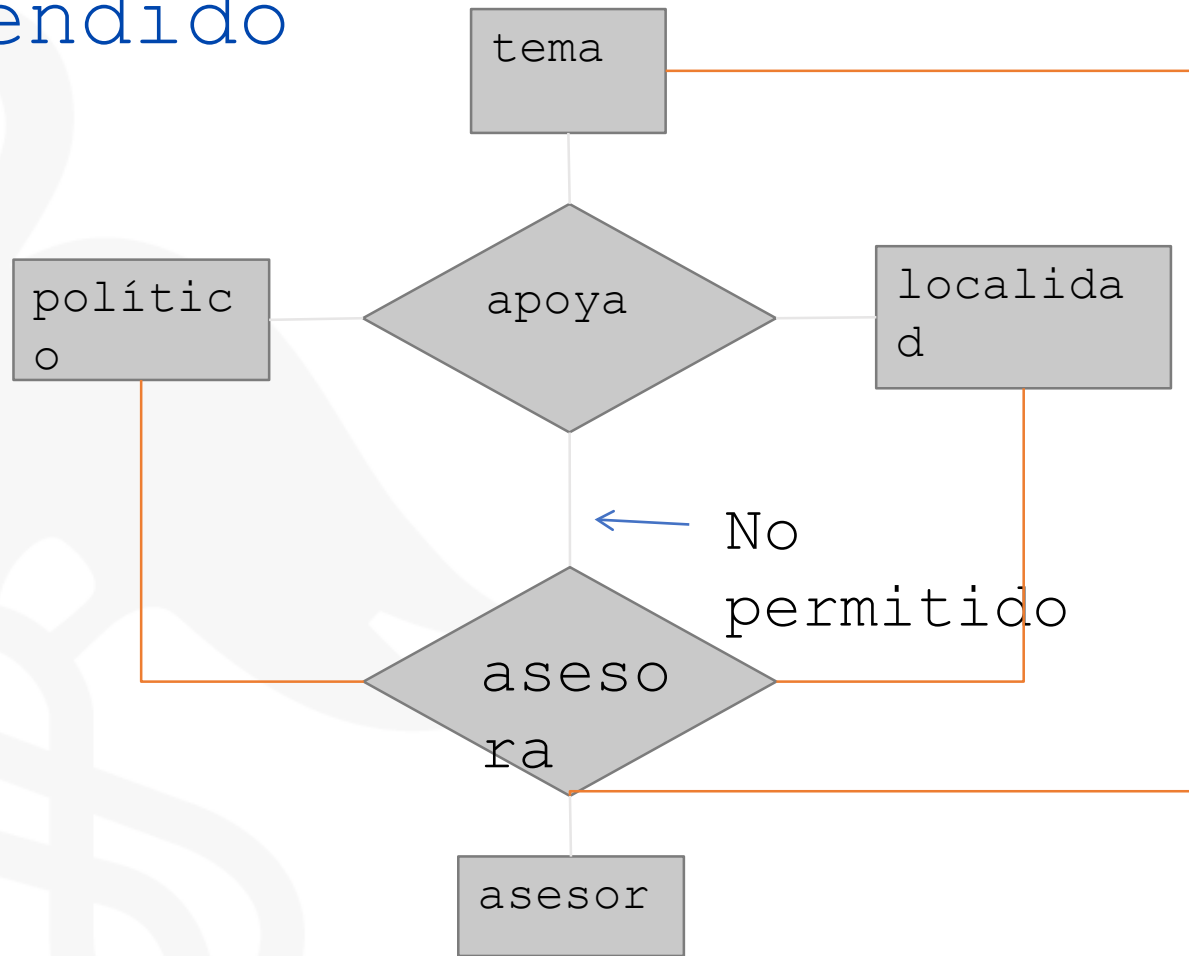 endido
tema
polític
o
apoya
localida
d
No
permitido
aseso
ra
asesor